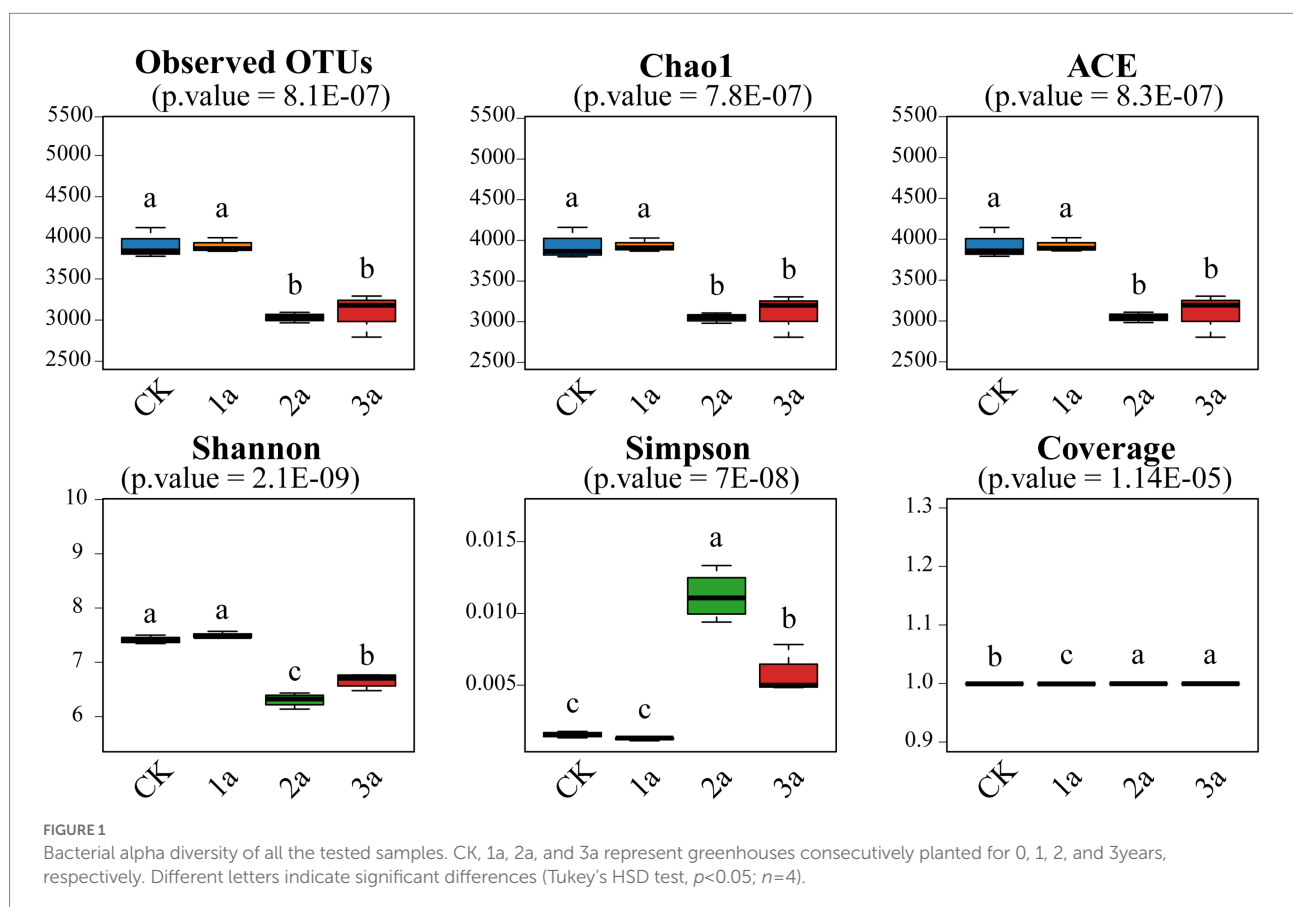 Observed OTUs
(p.value = 8.1E-07)
5500
5000
4500
4000
3500
3000
2500
a
a
b
b
CK
1a
2a
3a
Chao1
(p.value = 7.8E-07)
5500
5000
4500
4000
3500
3000
2500
a
a
b
b
CK
1a
2a
3a
ACE
(p.value = 8.3E-07)
5500
5000
4500
4000
3500
3000
2500
a
a
b
b
CK
1a
2a
3a
Shannon
(p.value = 2.1E-09)
10
9
8
7
6
a
a
c
b
CK
1a
2a
3a
Simpson
(p.value = 7E-08)
0.015
0.010
0.005
c
c
a
b
CK
1a
2a
3a
Coverage
(p.value = 1.14E-05)
1.3
1.2
1.1
1.0
0.9
b
c
a
a
CK
1a
2a
3a
FIGURE 1
Bacterial alpha diversity of all the tested samples. CK, 1a, 2a, and 3a represent greenhouses consecutively planted for 0, 1, 2, and 3years,
respectively. Different letters indicate significant differences (Tukey's HSD test, p<0.05; n=4).